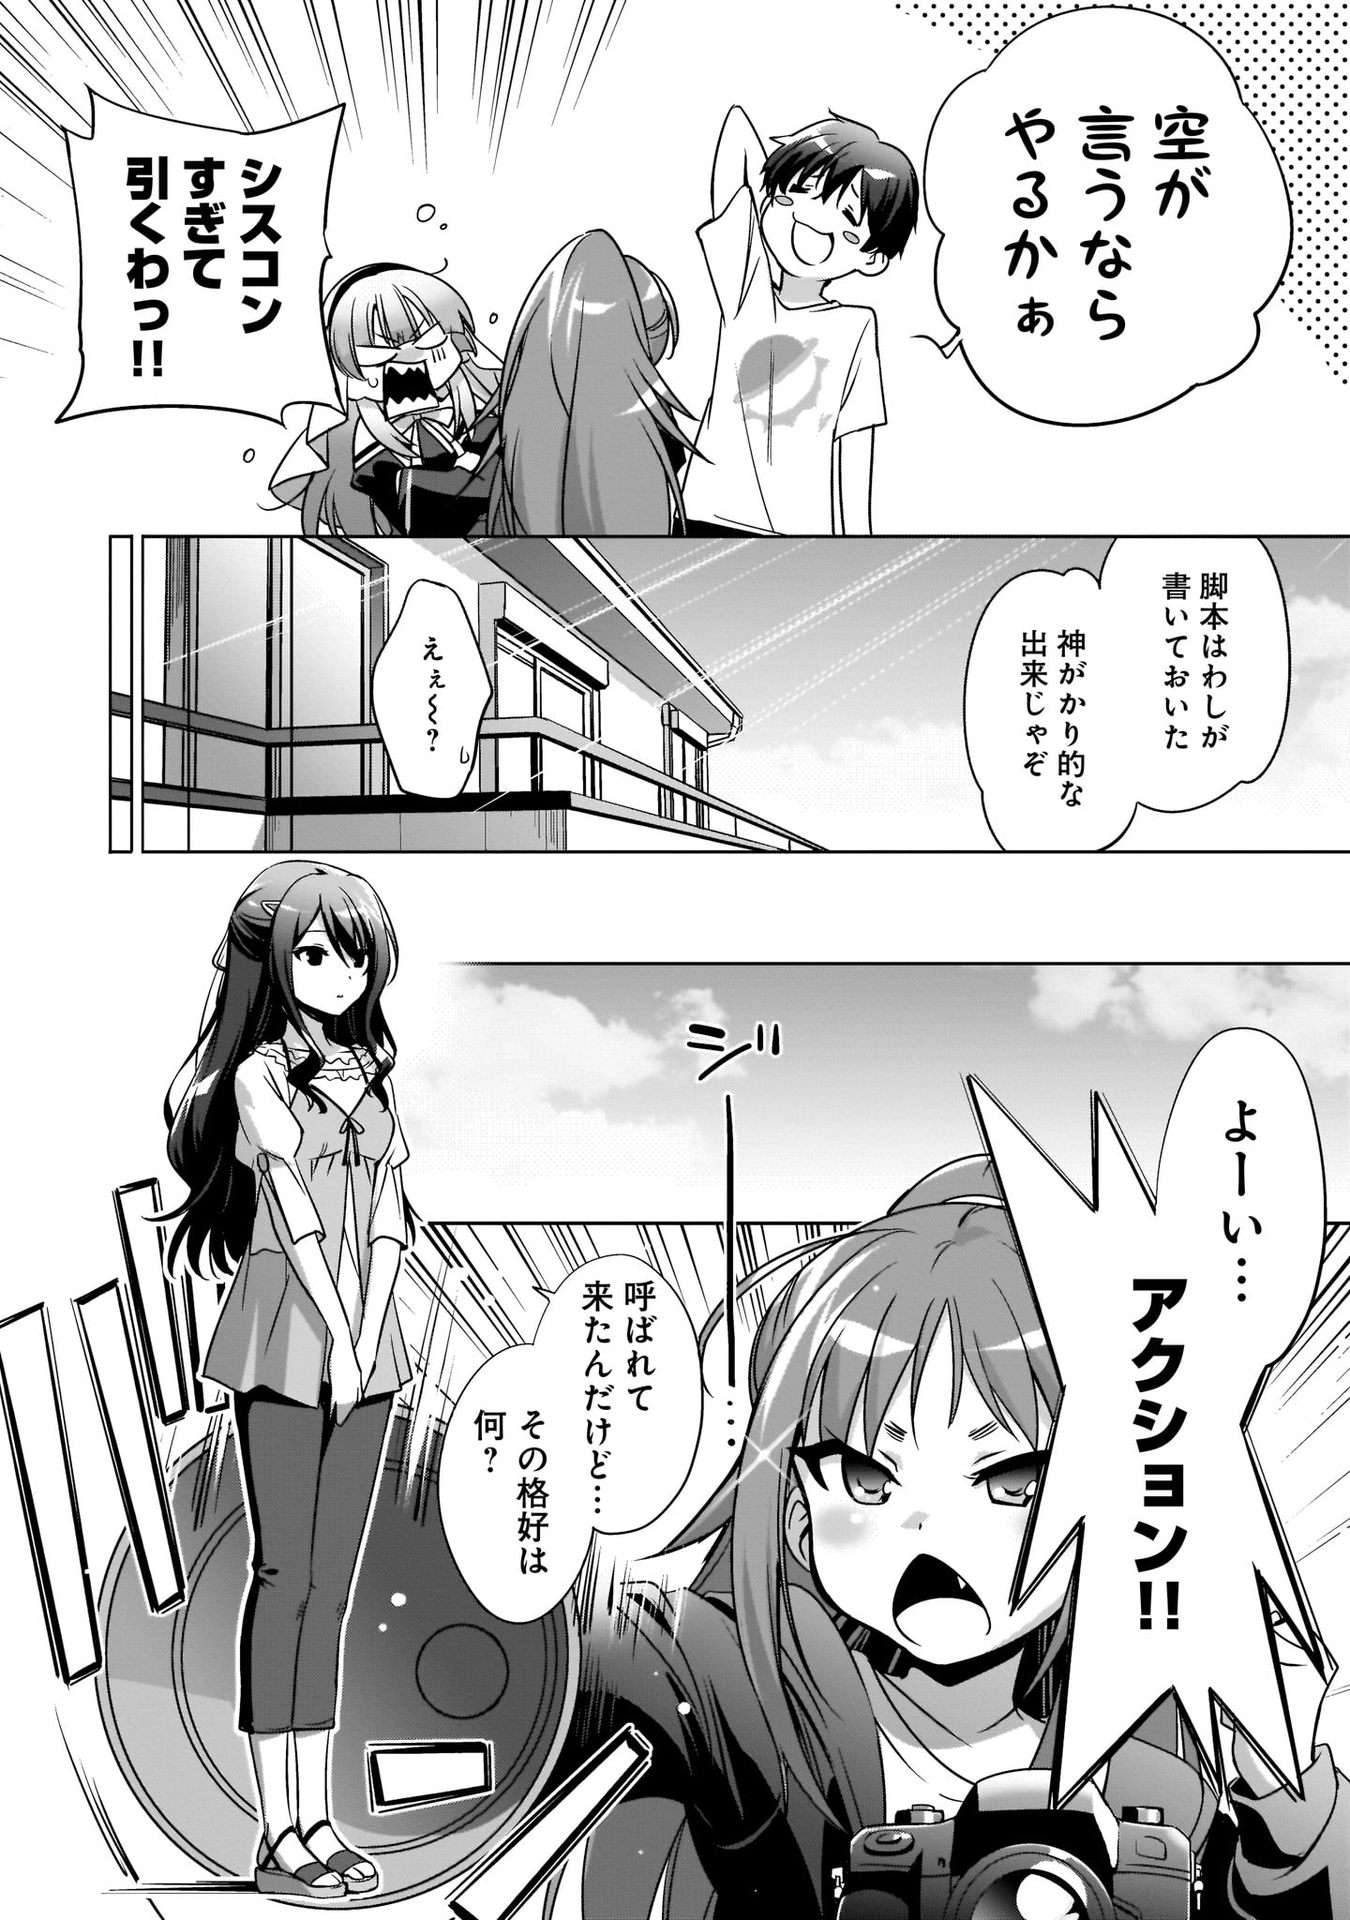 空が
言うなら
やるかぁ
シスコン
すぎて
引くわっ!!
脚本はわしが
書いておいた
神がかり的な
出来じゃぞ
えぇ〜?
よーい…
アクション!!
ジー…
呼ばれて
来たんだけど…
その格好は
何?